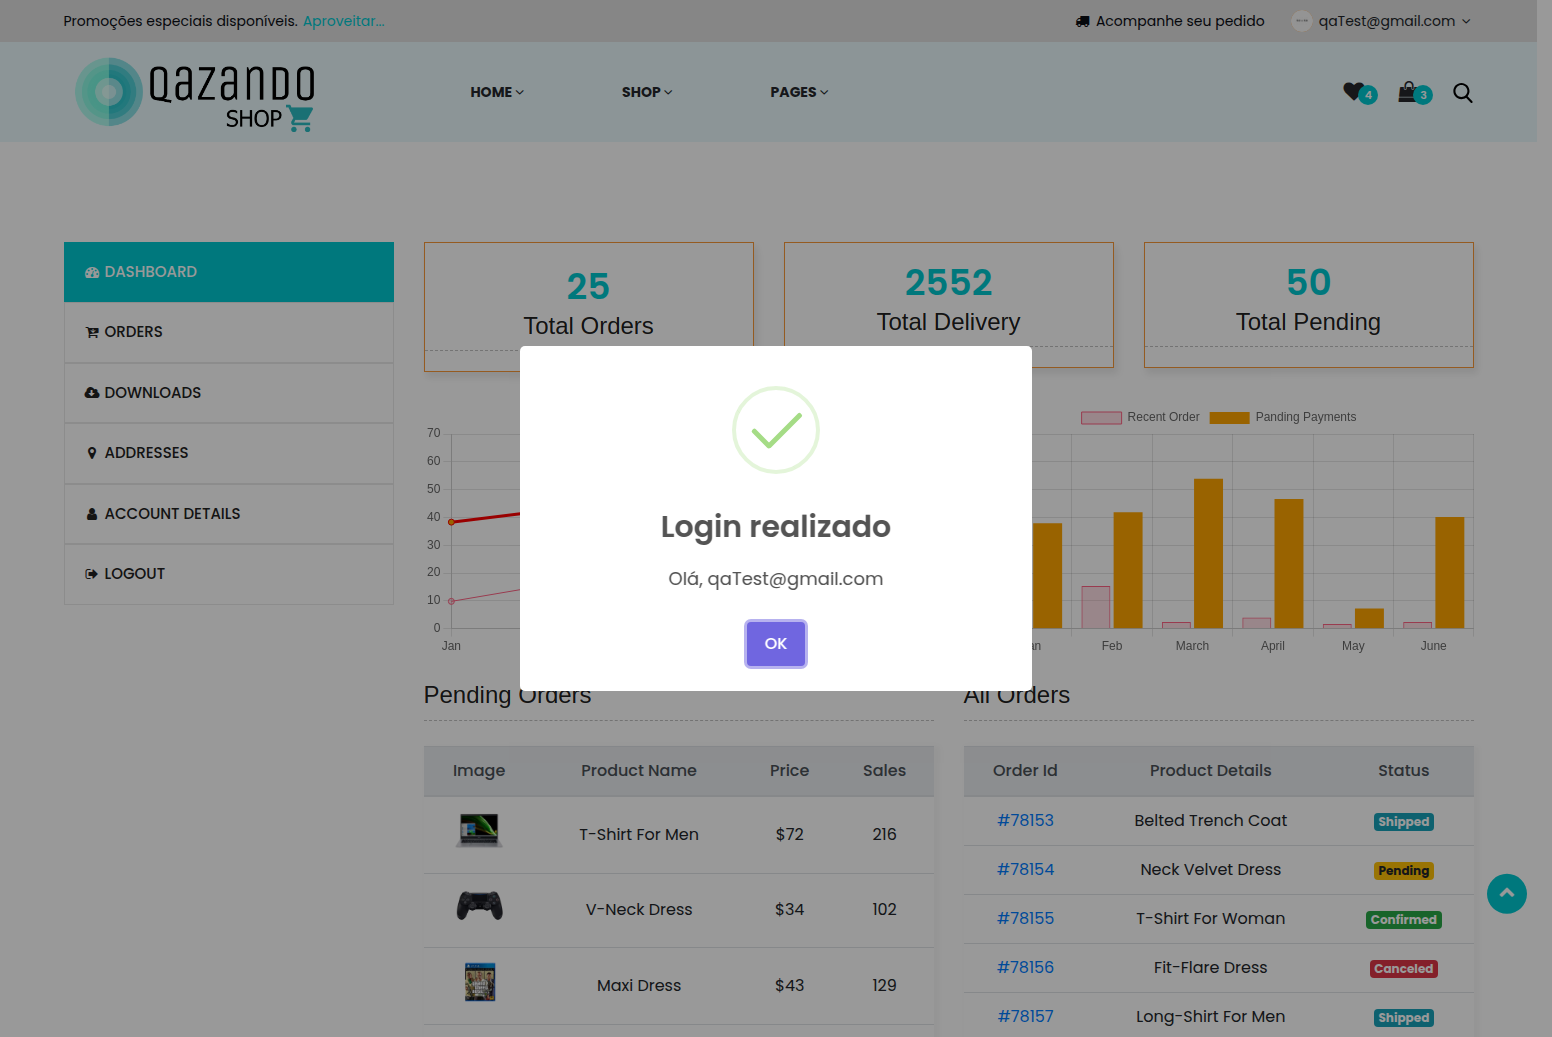 Promoções especiais disponíveis. Aproveitar...
Acompanhe seu pedido
qaTest@gmail.com
Qazando
SHOP
HOME
SHOP
PAGES
4
3
DASHBOARD
ORDERS
DOWNLOADS
ADDRESSES
ACCOUNT DETAILS
LOGOUT
25
Total Orders
2552
Total Delivery
50
Total Pending
Login realizado
Olá, qaTest@gmail.com
OK
70
60
50
40
30
20
10
0
Jan
Recent Order
Panding Payments
an
Feb
March
April
May
June
Pending Orders
Image Product Name Price Sales
T-Shirt For Men $72 216
V-Neck Dress $34 102
Maxi Dress $43 129
All Orders
Order Id Product Details Status
#78153 Belted Trench Coat Shipped
#78154 Neck Velvet Dress Pending
#78155 T-Shirt For Woman Confirmed
#78156 Fit-Flare Dress Canceled
#78157 Long-Shirt For Men Shipped